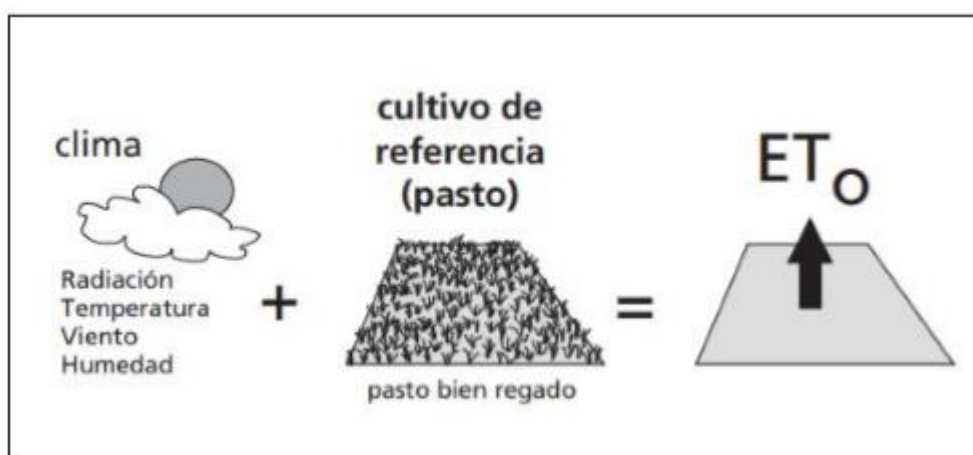 clima
Radiación
Temperatura
Viento
Humedad
+
cultivo de
referencia
(pasto)
pasto bien regado
=
ETO